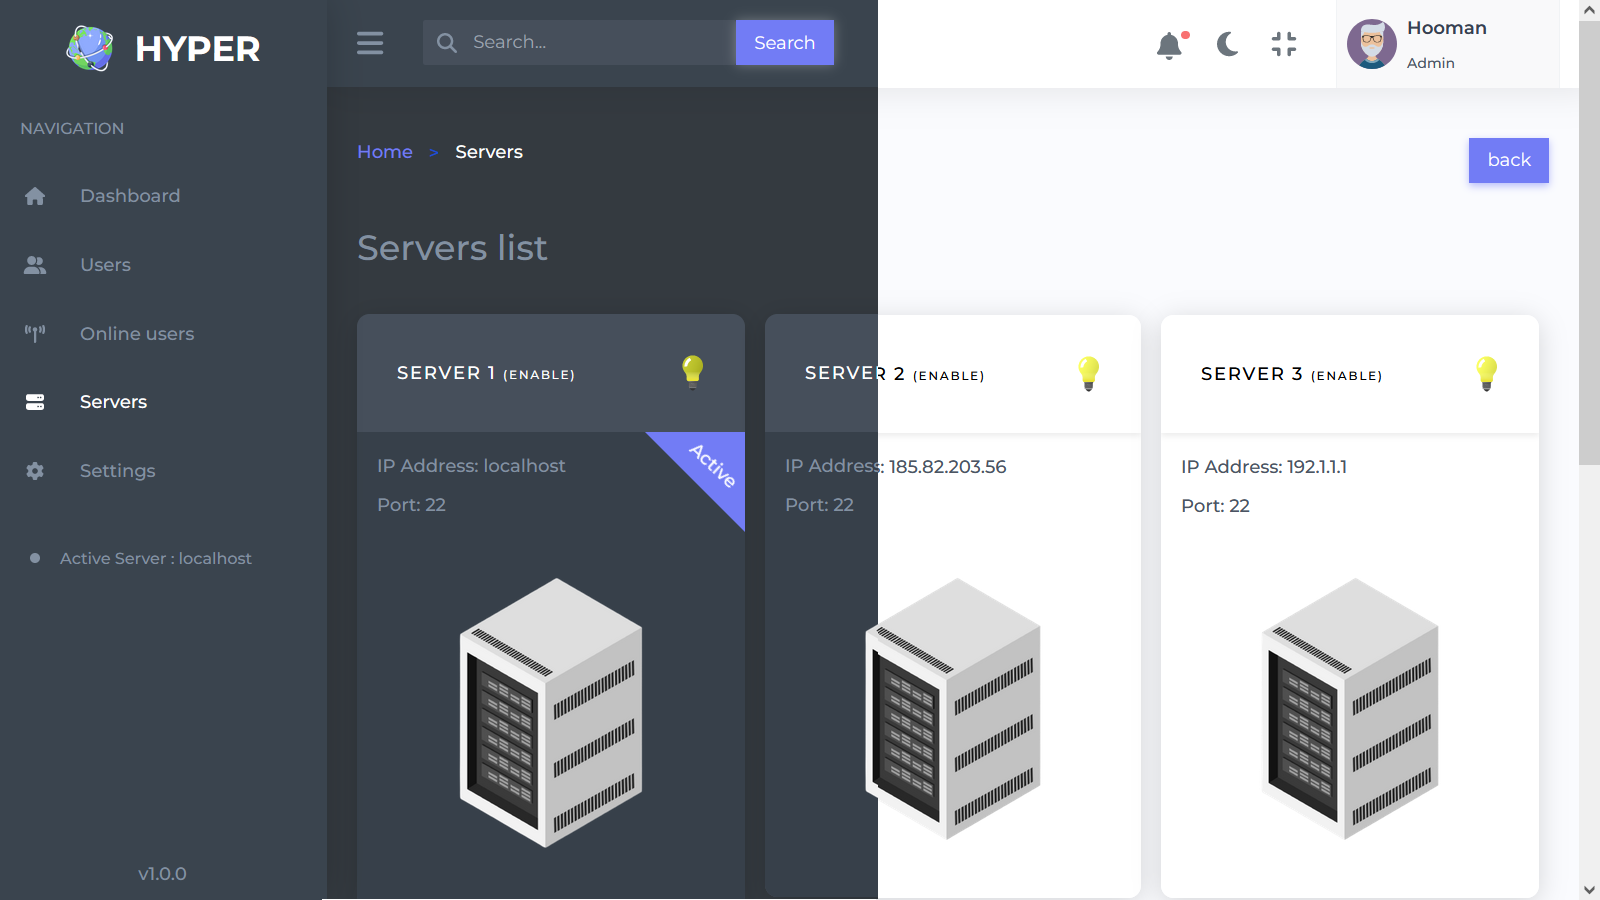 HYPER
Search...
Search
Hooman
Admin
NAVIGATION
Dashboard
Users
Online users
Servers
Settings
Active Server : localhost
v1.0.0
Home > Servers
back
Servers list
SERVER 1 (ENABLE)
IP Address: localhost
Port: 22
Active
SERVER 2 (ENABLE)
IP Address: 185.82.203.56
Port: 22
SERVER 3 (ENABLE)
IP Address: 192.1.1.1
Port: 22